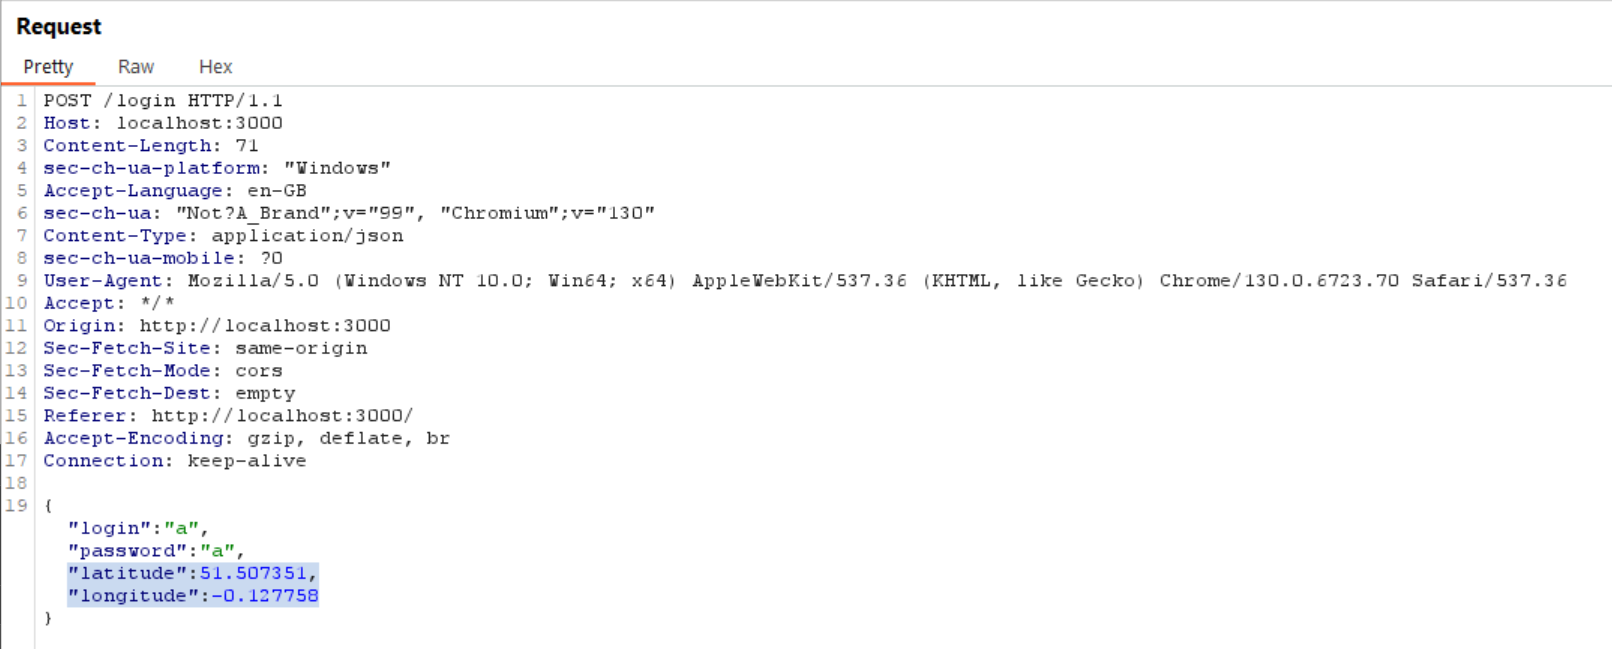 Request
Pretty Raw Hex
1 POST /login HTTP/1.1
2 Host: localhost:3000
3 Content-Length: 71
4 sec-ch-ua-platform: "Windows"
5 Accept-Language: en-GB
6 sec-ch-ua: "Not?A_Brand";v="99", "Chromium";v="130"
7 Content-Type: application/json
8 sec-ch-ua-mobile: ?0
9 User-Agent: Mozilla/5.0 (Windows NT 10.0; Win64; x64) AppleWebKit/537.36 (KHTML, like Gecko) Chrome/130.0.6723.70 Safari/537.36
10 Accept: */*
11 Origin: http://localhost:3000
12 Sec-Fetch-Site: same-origin
13 Sec-Fetch-Mode: cors
14 Sec-Fetch-Dest: empty
15 Referer: http://localhost:3000/
16 Accept-Encoding: gzip, deflate, br
17 Connection: keep-alive
18
19 {
"login":"a",
"password":"a",
"latitude":51.507351,
"longitude":-0.127758
}